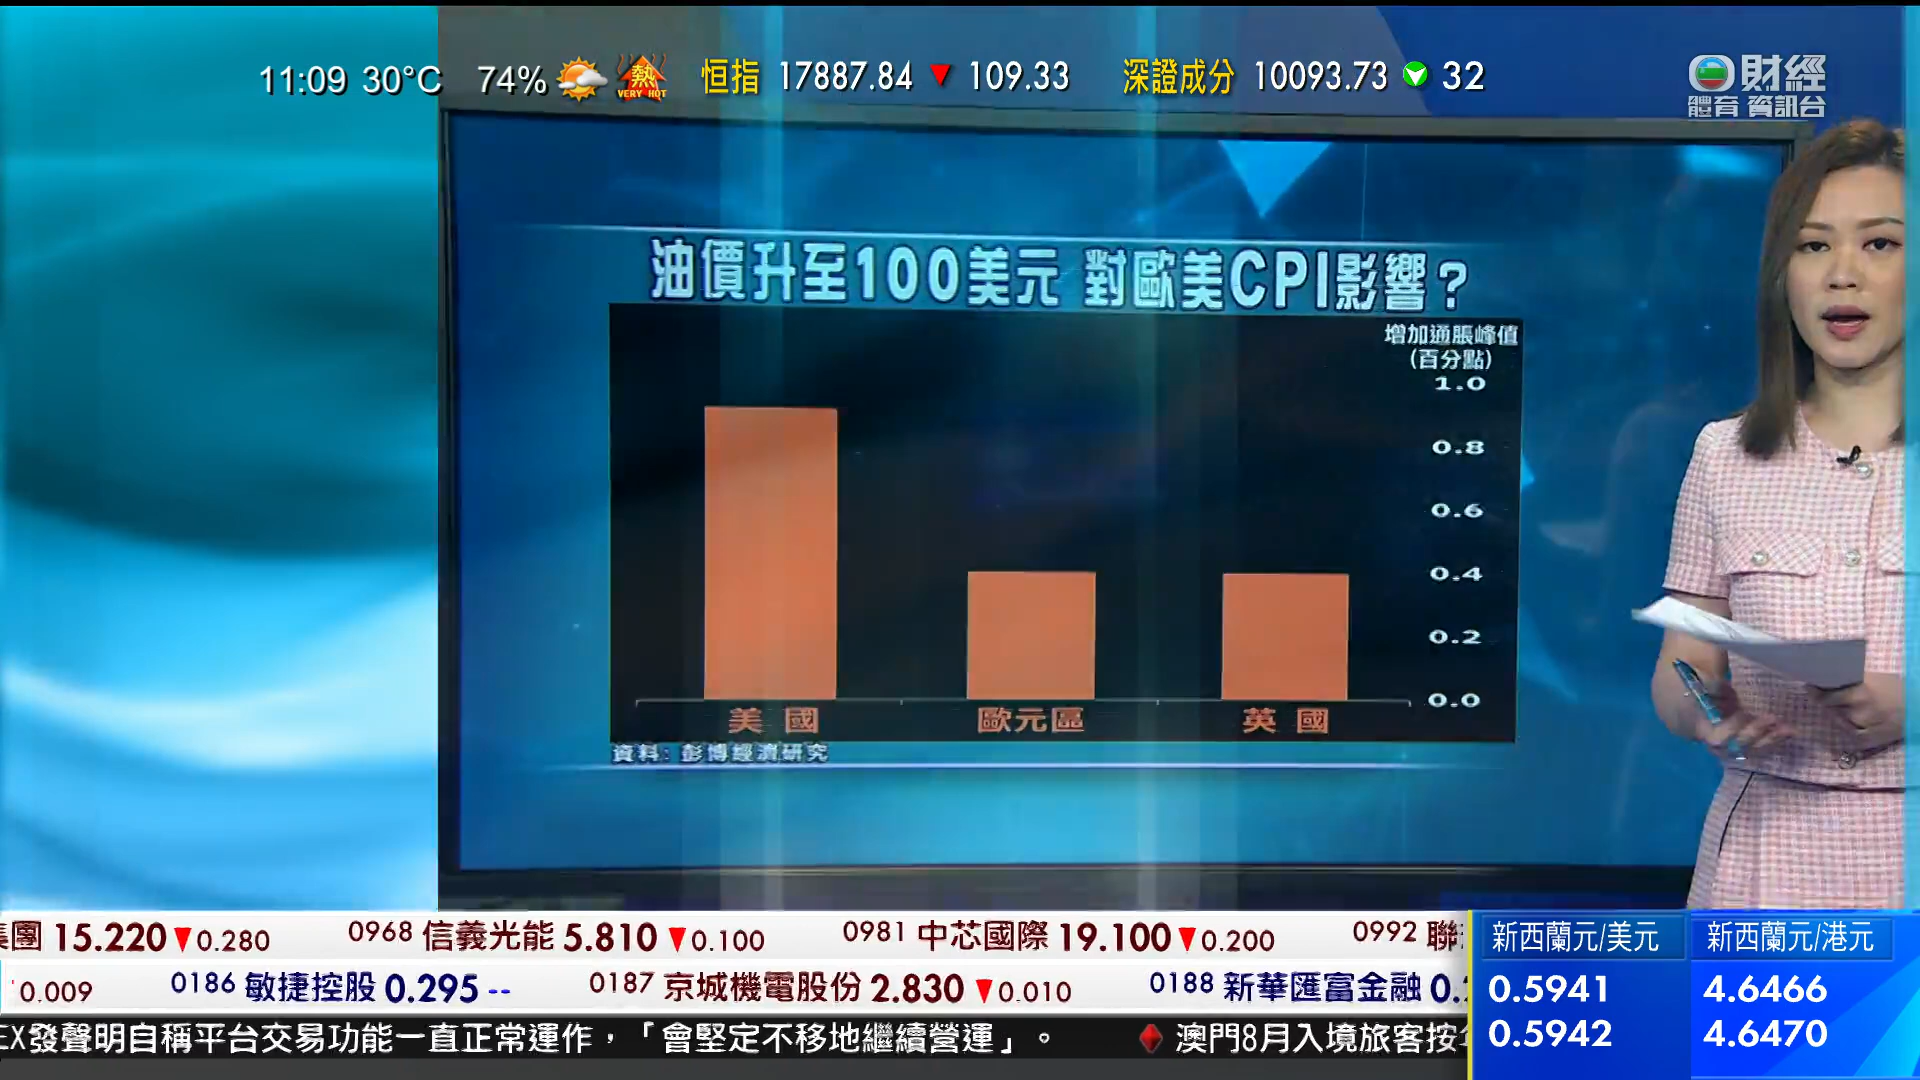 11:09 30°C 74% 熱 VERY HOT 恒指 17887.84 ▼ 109.33 深證成分 10093.73 32
財經
體育 資訊台
油價升至100美元 對歐美CPI影響？
增加通脹峰值
(百分點)
1.0
0.8
0.6
0.4
0.2
0.0
美國 歐元區 英國
資料：彭博經濟研究
集團 15.220 ▼ 0.280 0968 信義光能 5.810 ▼ 0.100 0981 中芯國際 19.100 ▼ 0.200 0992 聯
0.009 0186 敏捷控股 0.295 -- 0187 京城機電股份 2.830 ▼ 0.010 0188 新華匯富金融 0.
EX發聲明自稱平台交易功能一直正常運作，「會堅定不移地繼續營運」。 澳門8月入境旅客按
新西蘭元/美元
0.5941
0.5942
新西蘭元/港元
4.6466
4.6470